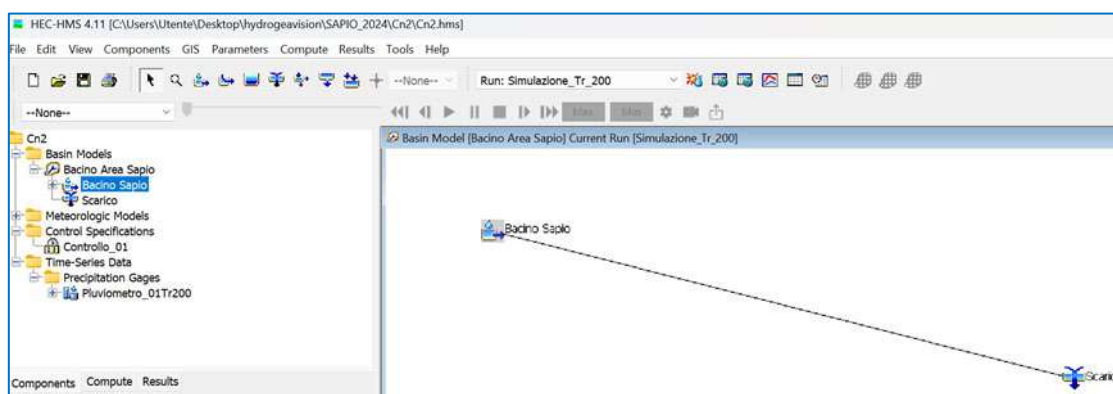 HEC-HMS 4.11 [C:\Users\Utente\Desktop\hydrogeavision\SAPIO_2024\Cn2\Cn2.hms]
File Edit View Components GIS Parameters Compute Results Tools Help
--None-- Run: Simulazione_Tr_200
--None--
Cn2
Basin Models
Bacino Area Sapio
Bacino Sapio
Scarico
Meteorologic Models
Control Specifications
Controllo_01
Time-Series Data
Precipitation Gages
Pluviometro_01Tr200
Components Compute Results
Basin Model [Bacino Area Sapio] Current Run [Simulazione_Tr_200]
Bacino Sapio